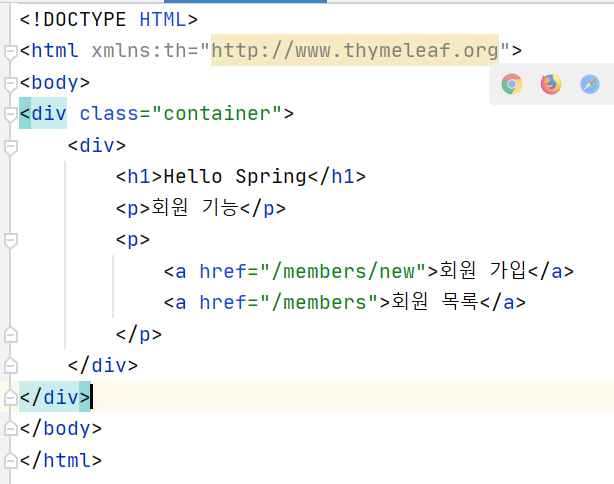 <!DOCTYPE HTML>
<html xmlns:th="http://www.thymeleaf.org">
<body>
<div class="container">
    <div>
        <h1>Hello Spring</h1>
        <p>회원 기능</p>
        <p>
            <a href="/members/new">회원 가입</a>
            <a href="/members">회원 목록</a>
        </p>
    </div>
</div>
</body>
</html>